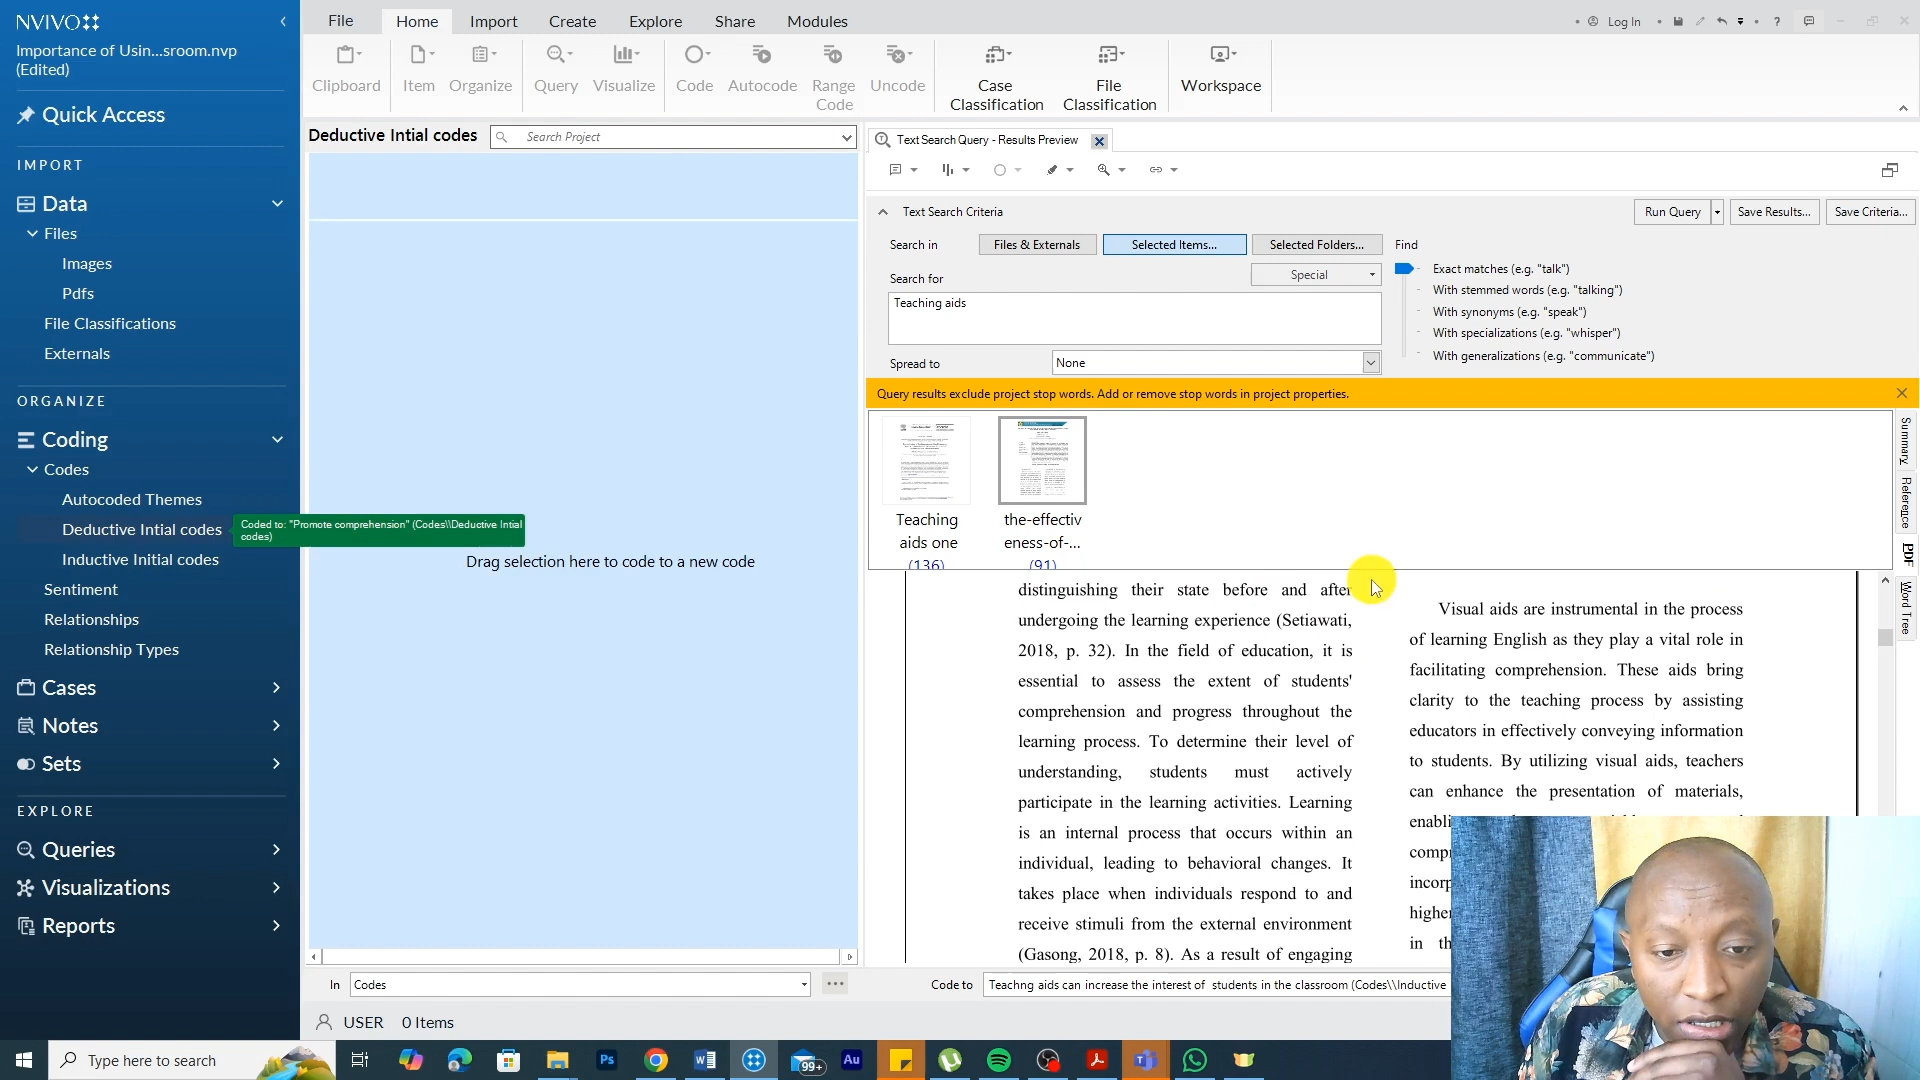 NVIVO
Importance of Usin...sroom.nvp
(Edited)
Quick Access
IMPORT
Data
Files
Images
Pdfs
File Classifications
Externals
ORGANIZE
Coding
Codes
Autocoded Themes
Deductive Intial codes
Inductive Initial codes
Sentiment
Relationships
Relationship Types
Cases
Notes
Sets
EXPLORE
Queries
Visualizations
Reports
Coded to: "Promote comprehension" (Codes\\Deductive Intial
codes)
File Home Import Create Explore Share Modules
Log In
Clipboard Item Organize Query Visualize Code Autocode Range
Code Uncode Case
Classification File
Classification Workspace
Deductive Intial codes
Search Project
Drag selection here to code to a new code
Text Search Query - Results Preview
Text Search Criteria
Run Query Save Results... Save Criteria...
Search in Files & Externals Selected Items... Selected Folders... Find
Search for Special
Teaching aids
Spread to None
Exact matches (e.g. "talk")
With stemmed words (e.g. "talking")
With synonyms (e.g. "speak")
With specializations (e.g. "whisper")
With generalizations (e.g. "communicate")
Query results exclude project stop words. Add or remove stop words in project properties.
Teaching
aids one
(136)
the-effectiv
eness-of-...
(91)
Summary
Reference
PDF
Word Tree
distinguishing their state before and after
undergoing the learning experience (Setiawati,
2018, p. 32). In the field of education, it is
essential to assess the extent of students'
comprehension and progress throughout the
learning process. To determine their level of
understanding, students must actively
participate in the learning activities. Learning
is an internal process that occurs within an
individual, leading to behavioral changes. It
takes place when individuals respond to and
receive stimuli from the external environment
(Gasong, 2018, p. 8). As a result of engaging
Visual aids are instrumental in the process
of learning English as they play a vital role in
facilitating comprehension. These aids bring
clarity to the teaching process by assisting
educators in effectively conveying information
to students. By utilizing visual aids, teachers
can enhance the presentation of materials,
enabli
comp
incorp
higher
in th
In Codes
Code to Teachng aids can increase the interest of students in the classroom (Codes\\Inductive
USER 0 Items
Type here to search
Ps
99+
Au